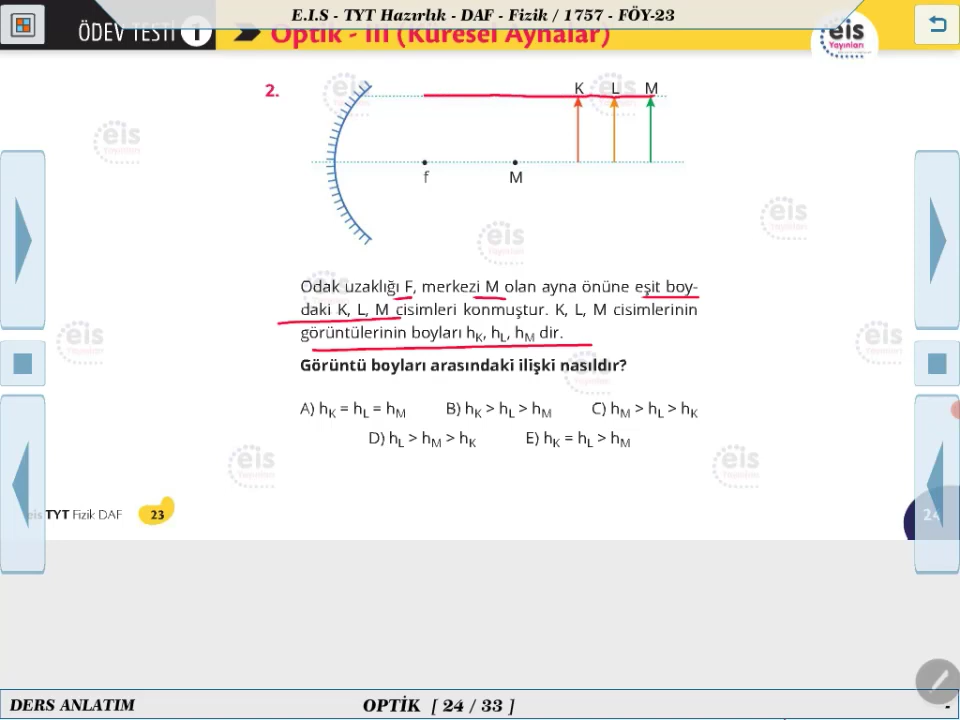 E.I.S - TYT Hazırlık - DAF - Fizik / 1757 - FÖY-23
ÖDEV TESTİ 1
Optik - III (Küresel Aynalar)
eis
Yayınları
2.
K L M
f M
Odak uzaklığı F, merkezi M olan ayna önüne eşit boy-
daki K, L, M cisimleri konmuştur. K, L, M cisimlerinin
görüntülerinin boyları hK, hL, hM dir.
Görüntü boyları arasındaki ilişki nasıldır?
A) hK = hL = hM B) hK > hL > hM C) hM > hL > hK
D) hL > hM > hK E) hK = hL > hM
eis TYT Fizik DAF 23
24
DERS ANLATIM OPTİK [ 24 / 33 ] -